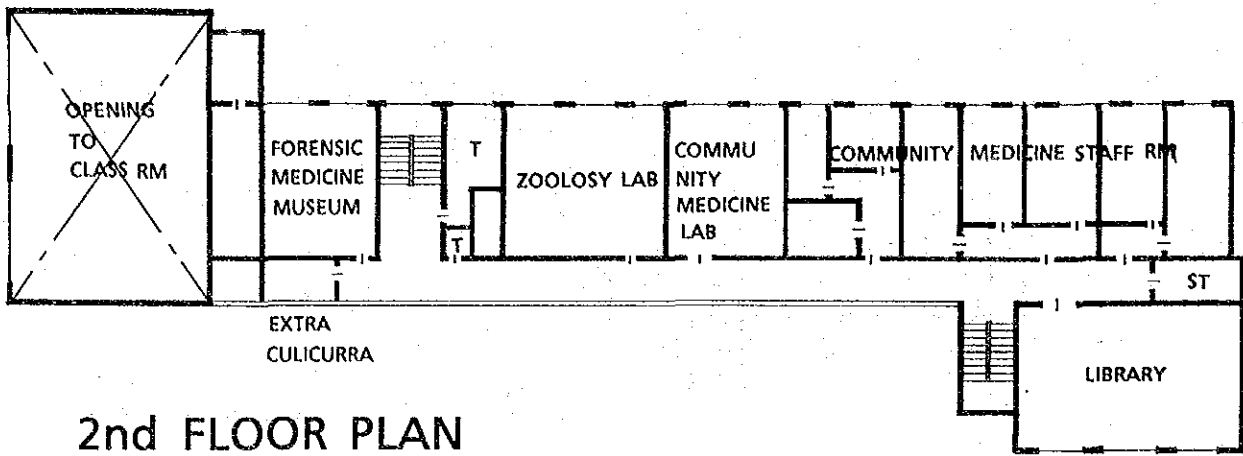 OPENING
TO
CLASS RM
FORENSIC
MEDICINE
MUSEUM
T
T
ZOOLOSY LAB
COMMU
NITY
MEDICINE
LAB
COMMUNITY MEDICINE STAFF RM
ST
EXTRA
CULICURRA
LIBRARY
2nd FLOOR PLAN